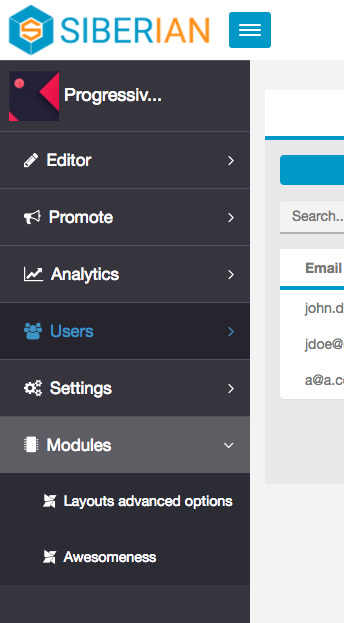 SIBERIAN
Progressiv...
Editor
Promote
Analytics
Users
Settings
Modules
Layouts advanced options
Awesomeness
Search..
Email
john.d
jdoe@
a@a.c